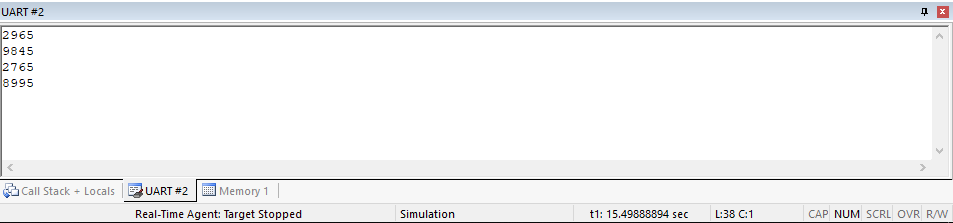 UART #2
2965
9845
2765
8995
Call Stack + Locals UART #2 Memory 1
Real-Time Agent: Target Stopped Simulation t1: 15.49888894 sec L:38 C:1 CAP NUM SCRL OVR R/W